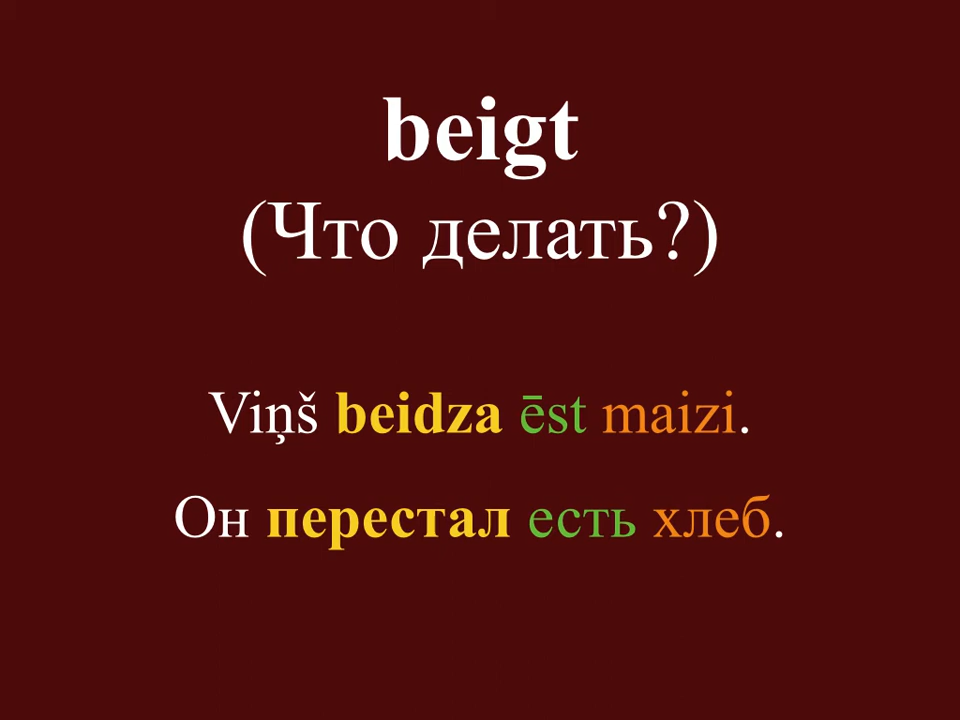 beigt
(Что делать?)
Viņš beidza ēst maizi.
Он перестал есть хлеб.